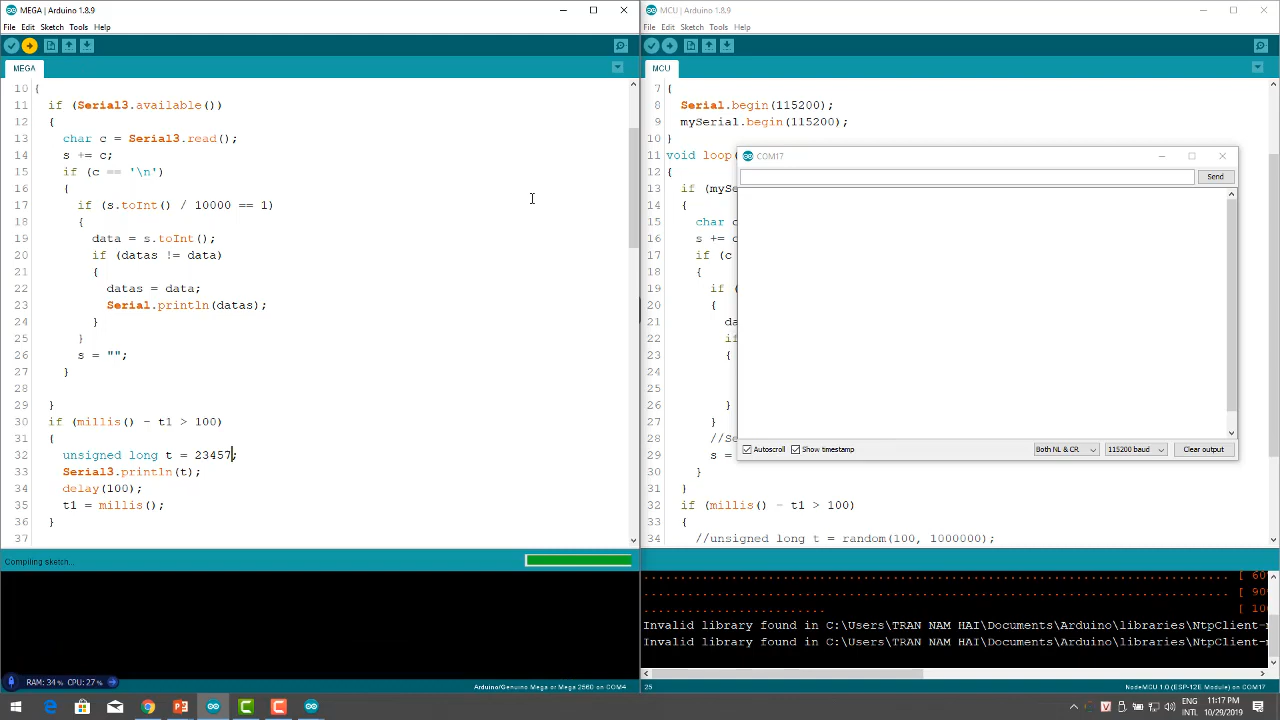 MEGA | Arduino 1.8.9
File Edit Sketch Tools Help
MEGA
10 {
11 if (Serial3.available())
12 {
13 char c = Serial3.read();
14 s += c;
15 if (c == '\n')
16 {
17 if (s.toInt() / 10000 == 1)
18 {
19 data = s.toInt();
20 if (datas != data)
21 {
22 datas = data;
23 Serial.println(datas);
24 }
25 }
26 s = "";
27 }
28
29 }
30 if (millis() - t1 > 100)
31 {
32 unsigned long t = 23457;
33 Serial3.println(t);
34 delay(100);
35 t1 = millis();
36 }
37
Compiling sketch...
Arduino/Genuino Mega or Mega 2560 on COM4
MCU | Arduino 1.8.9
File Edit Sketch Tools Help
MCU
7 {
8 Serial.begin(115200);
9 mySerial.begin(115200);
10 }
11 void loop(
12 {
13 if (mySe
14 {
15 char c
16 s += c
17 if (c
18 {
19 if (
20 {
21 da
22 if
23 {
24
25
26 }
27 }
28 //Se
29 s =
30 }
31 }
32 if (millis() - t1 > 100)
33 {
34 //unsigned long t = random(100, 1000000);
COM17
Send
Autoscroll Show timestamp Both NL & CR 115200 baud Clear output
[ 60
[ 90
[ 100
Invalid library found in C:\Users\TRAN NAM HAI\Documents\Arduino\libraries\NtpClient-
Invalid library found in C:\Users\TRAN NAM HAI\Documents\Arduino\libraries\NtpClient-
25 NodeMCU 1.0 (ESP-12E Module) on COM17
RAM: 34 % CPU: 27 %
11:17 PM
INTL 10/29/2019